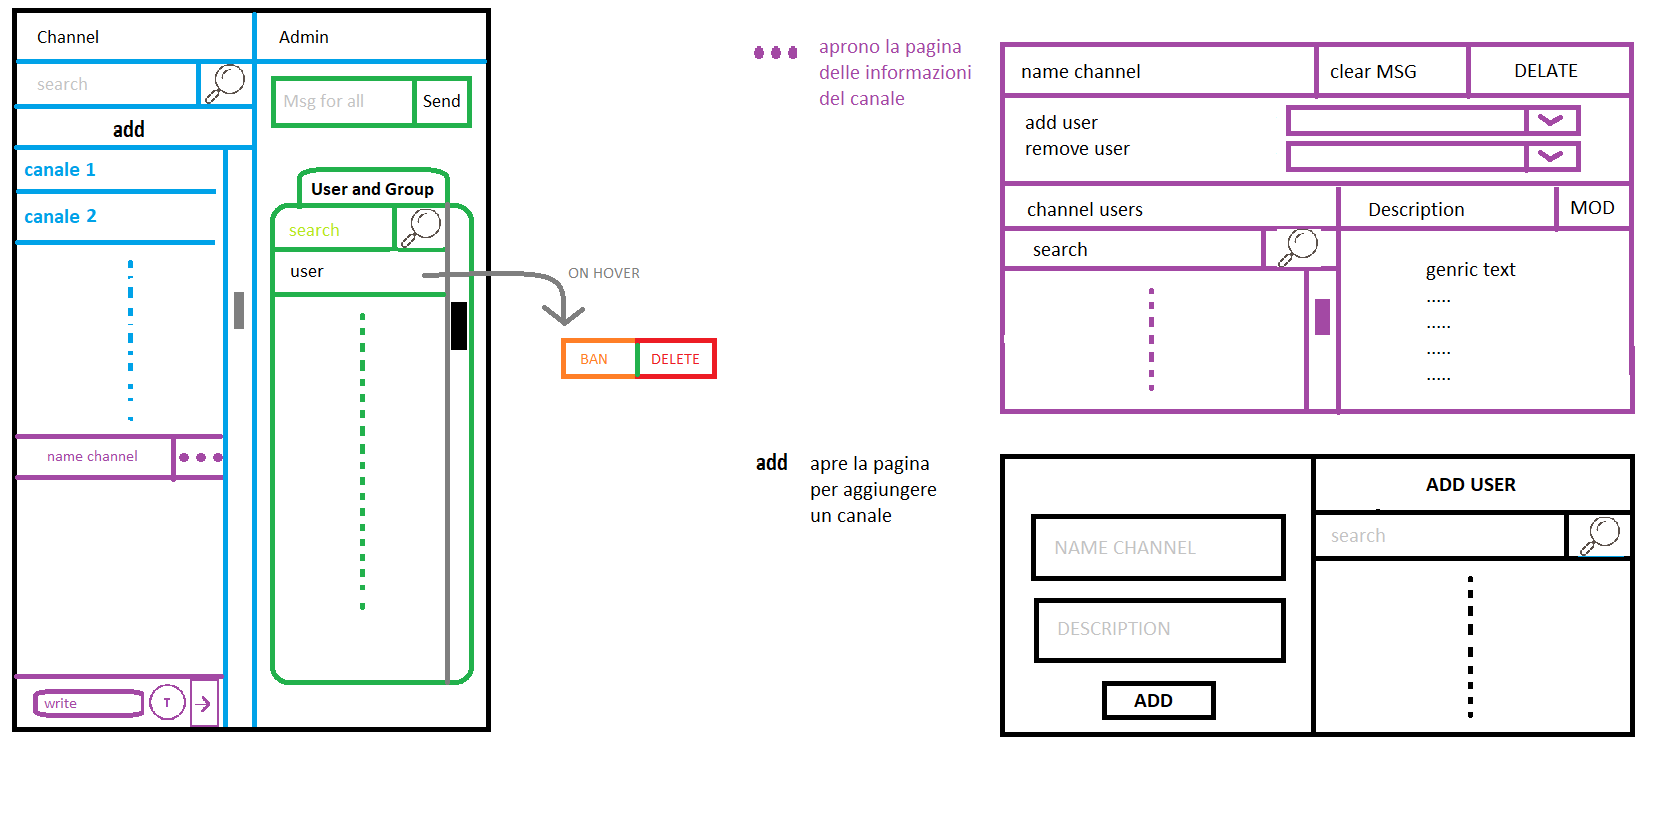 Channel
Admin
search
Msg for all
Send
add
canale 1
canale 2
User and Group
search
user
ON HOVER
BAN
DELETE
name channel
write
T
aprono la pagina
delle informazioni
del canale
name channel
clear MSG
DELATE
add user
remove user
channel users
Description
MOD
search
genric text
.....
.....
.....
.....
add
apre la pagina
per aggiungere
un canale
ADD USER
search
NAME CHANNEL
DESCRIPTION
ADD